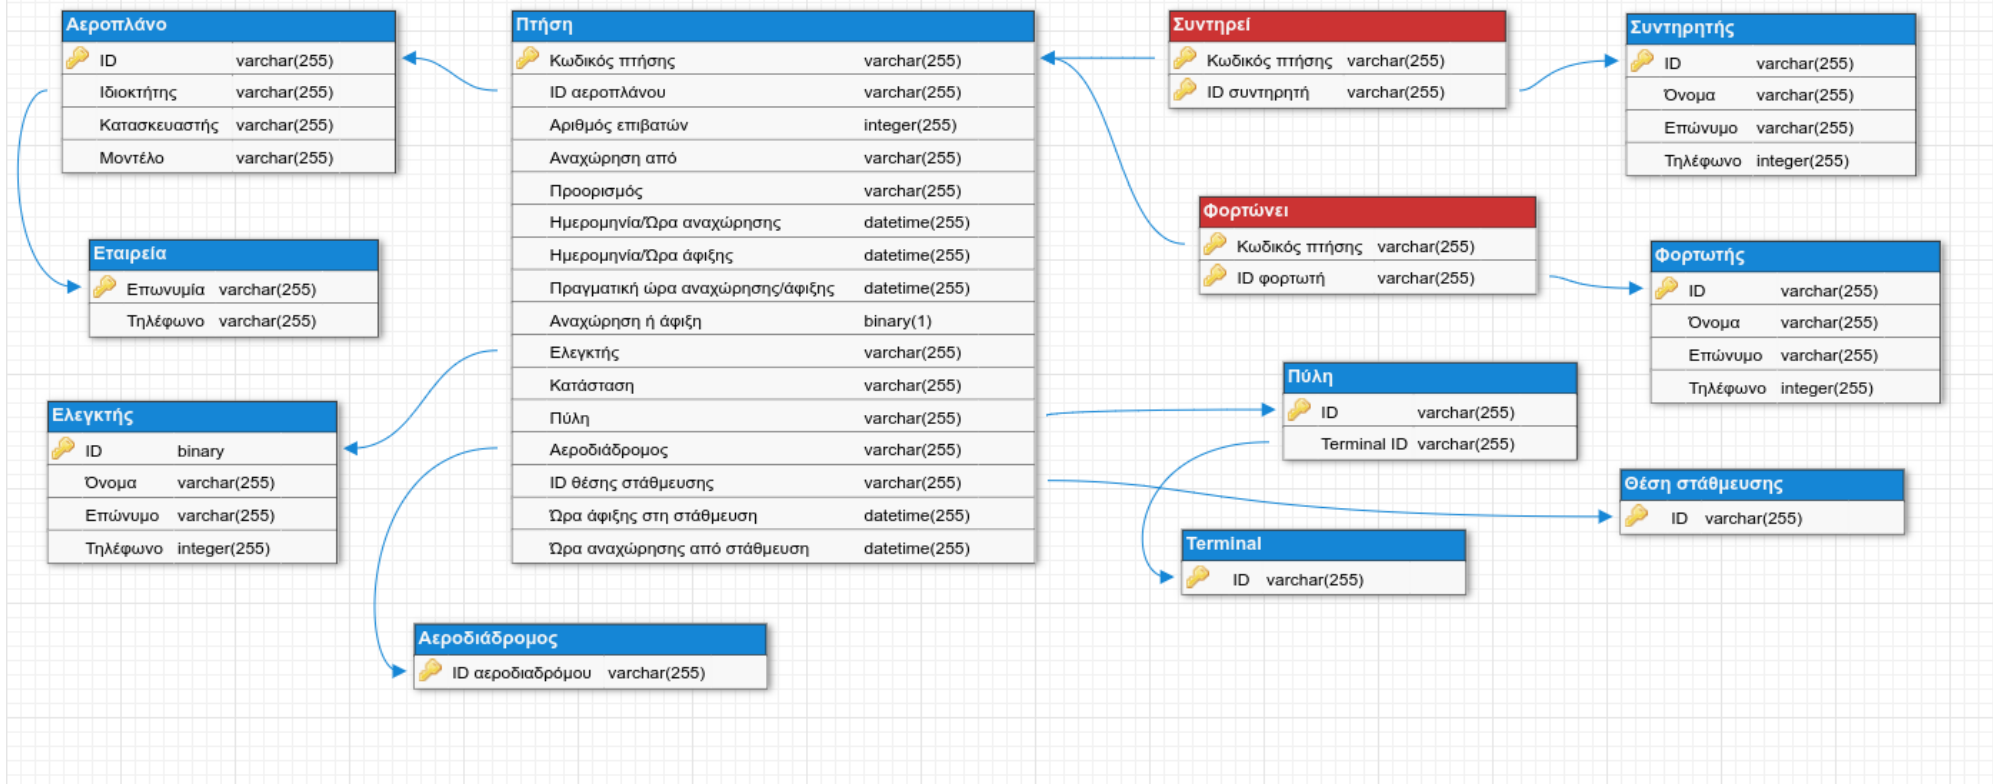 Αεροπλάνο
ID varchar(255)
Ιδιοκτήτης varchar(255)
Κατασκευαστής varchar(255)
Μοντέλο varchar(255)
Εταιρεία
Επωνυμία varchar(255)
Τηλέφωνο varchar(255)
Ελεγκτής
ID binary
Όνομα varchar(255)
Επώνυμο varchar(255)
Τηλέφωνο integer(255)
Πτήση
Κωδικός πτήσης varchar(255)
ID αεροπλάνου varchar(255)
Αριθμός επιβατών integer(255)
Αναχώρηση από varchar(255)
Προορισμός varchar(255)
Ημερομηνία/Ώρα αναχώρησης datetime(255)
Ημερομηνία/Ώρα άφιξης datetime(255)
Πραγματική ώρα αναχώρησης/άφιξης datetime(255)
Αναχώρηση ή άφιξη binary(1)
Ελεγκτής varchar(255)
Κατάσταση varchar(255)
Πύλη varchar(255)
Αεροδιάδρομος varchar(255)
ID θέσης στάθμευσης varchar(255)
Ώρα άφιξης στη στάθμευση datetime(255)
Ώρα αναχώρησης από στάθμευση datetime(255)
Αεροδιάδρομος
ID αεροδιαδρόμου varchar(255)
Συντηρεί
Κωδικός πτήσης varchar(255)
ID συντηρητή varchar(255)
Συντηρητής
ID varchar(255)
Όνομα varchar(255)
Επώνυμο varchar(255)
Τηλέφωνο integer(255)
Φορτώνει
Κωδικός πτήσης varchar(255)
ID φορτωτή varchar(255)
Φορτωτής
ID varchar(255)
Όνομα varchar(255)
Επώνυμο varchar(255)
Τηλέφωνο integer(255)
Πύλη
ID varchar(255)
Terminal ID varchar(255)
Θέση στάθμευσης
ID varchar(255)
Terminal
ID varchar(255)